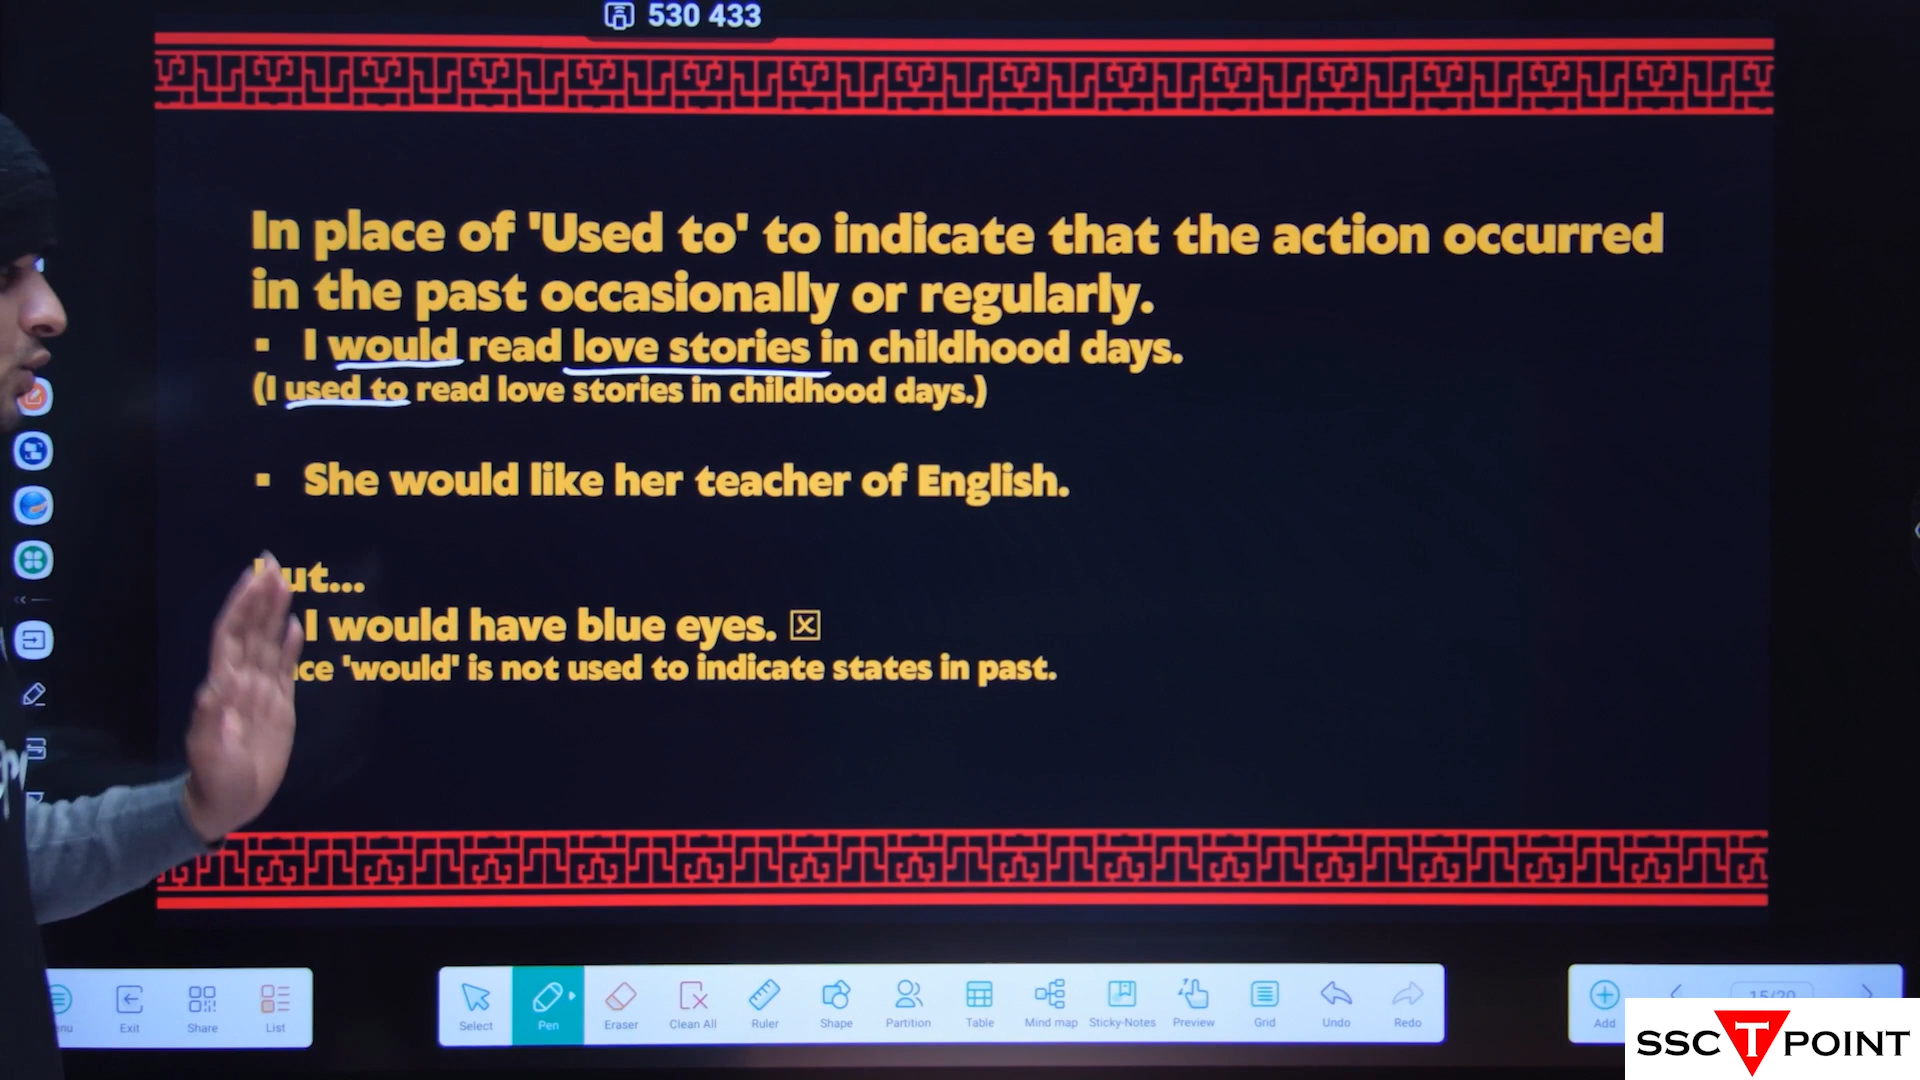 530 433
In place of 'Used to' to indicate that the action occurred
in the past occasionally or regularly.
▪ I would read love stories in childhood days.
(I used to read love stories in childhood days.)
▪ She would like her teacher of English.
ut...
I would have blue eyes. ☒
ce 'would' is not used to indicate states in past.
nu Exit Share List
Select Pen Eraser Clean All Ruler Shape Partition Table Mind map Sticky-Notes Preview Grid Undo Redo
Add 15/20
SSC T POINT